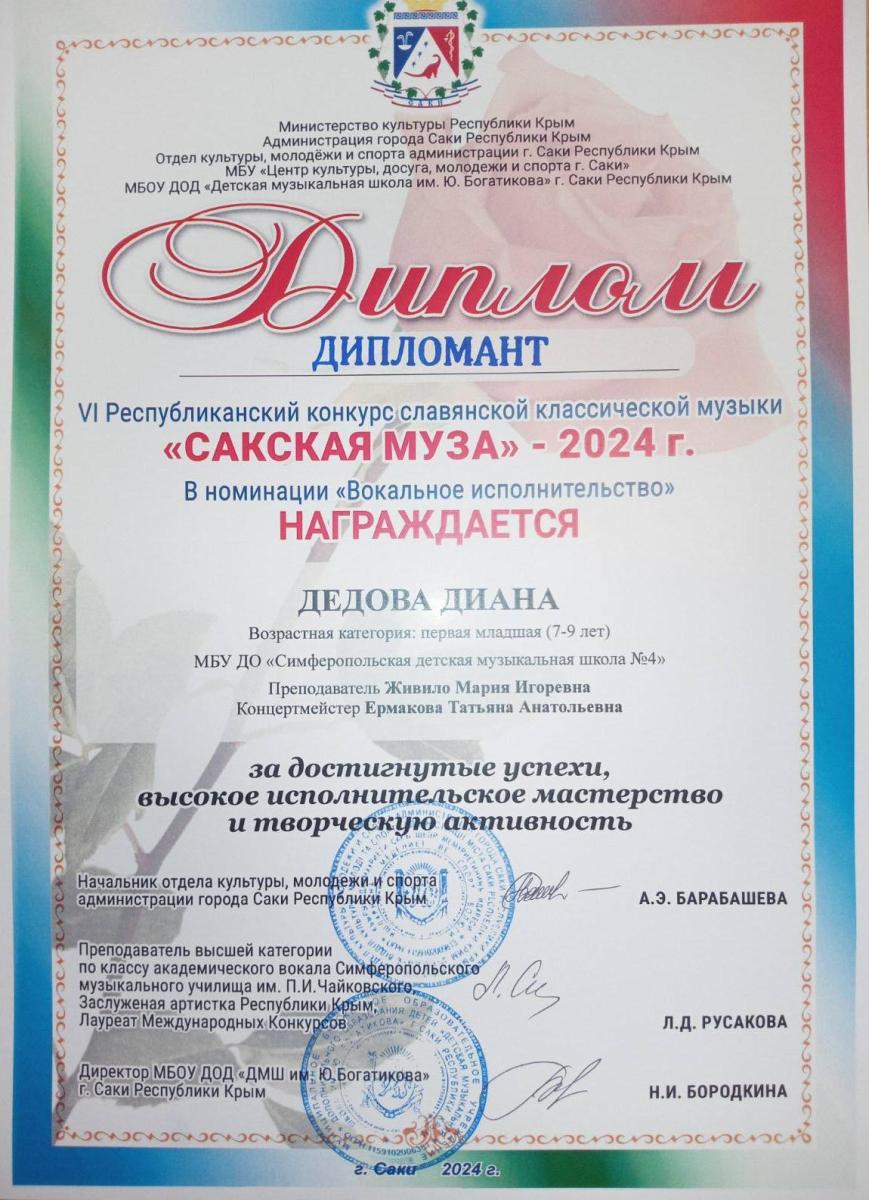 САКИ
Министерство культуры Республики Крым
Администрация города Саки Республики Крым
Отдел культуры, молодёжи и спорта администрации г. Саки Республики Крым
МБУ «Центр культуры, досуга, молодежи и спорта г. Саки»
МБОУ ДОД «Детская музыкальная школа им. Ю. Богатикова» г. Саки Республики Крым
Диплом
ДИПЛОМАНТ
VI Республиканский конкурс славянской классической музыки
«САКСКАЯ МУЗА» - 2024 г.
В номинации «Вокальное исполнительство»
НАГРАЖДАЕТСЯ
ДЕДОВА ДИАНА
Возрастная категория: первая младшая (7-9 лет)
МБУ ДО «Симферопольская детская музыкальная школа №4»
Преподаватель Живило Мария Игоревна
Концертмейстер Ермакова Татьяна Анатольевна
за достигнутые успехи,
высокое исполнительское мастерство
и творческую активность
Начальник отдела культуры, молодежи и спорта
администрации города Саки Республики Крым
А.Э. БАРАБАШЕВА
Преподаватель высшей категории
по классу академического вокала Симферопольского
музыкального училища им. П.И.Чайковского,
Заслуженая артистка Республики Крым,
Лауреат Международных Конкурсов
Л.Д. РУСАКОВА
Директор МБОУ ДОД «ДМШ им. Ю.Богатикова»
г. Саки Республики Крым
Н.И. БОРОДКИНА
г. Саки 2024 г.